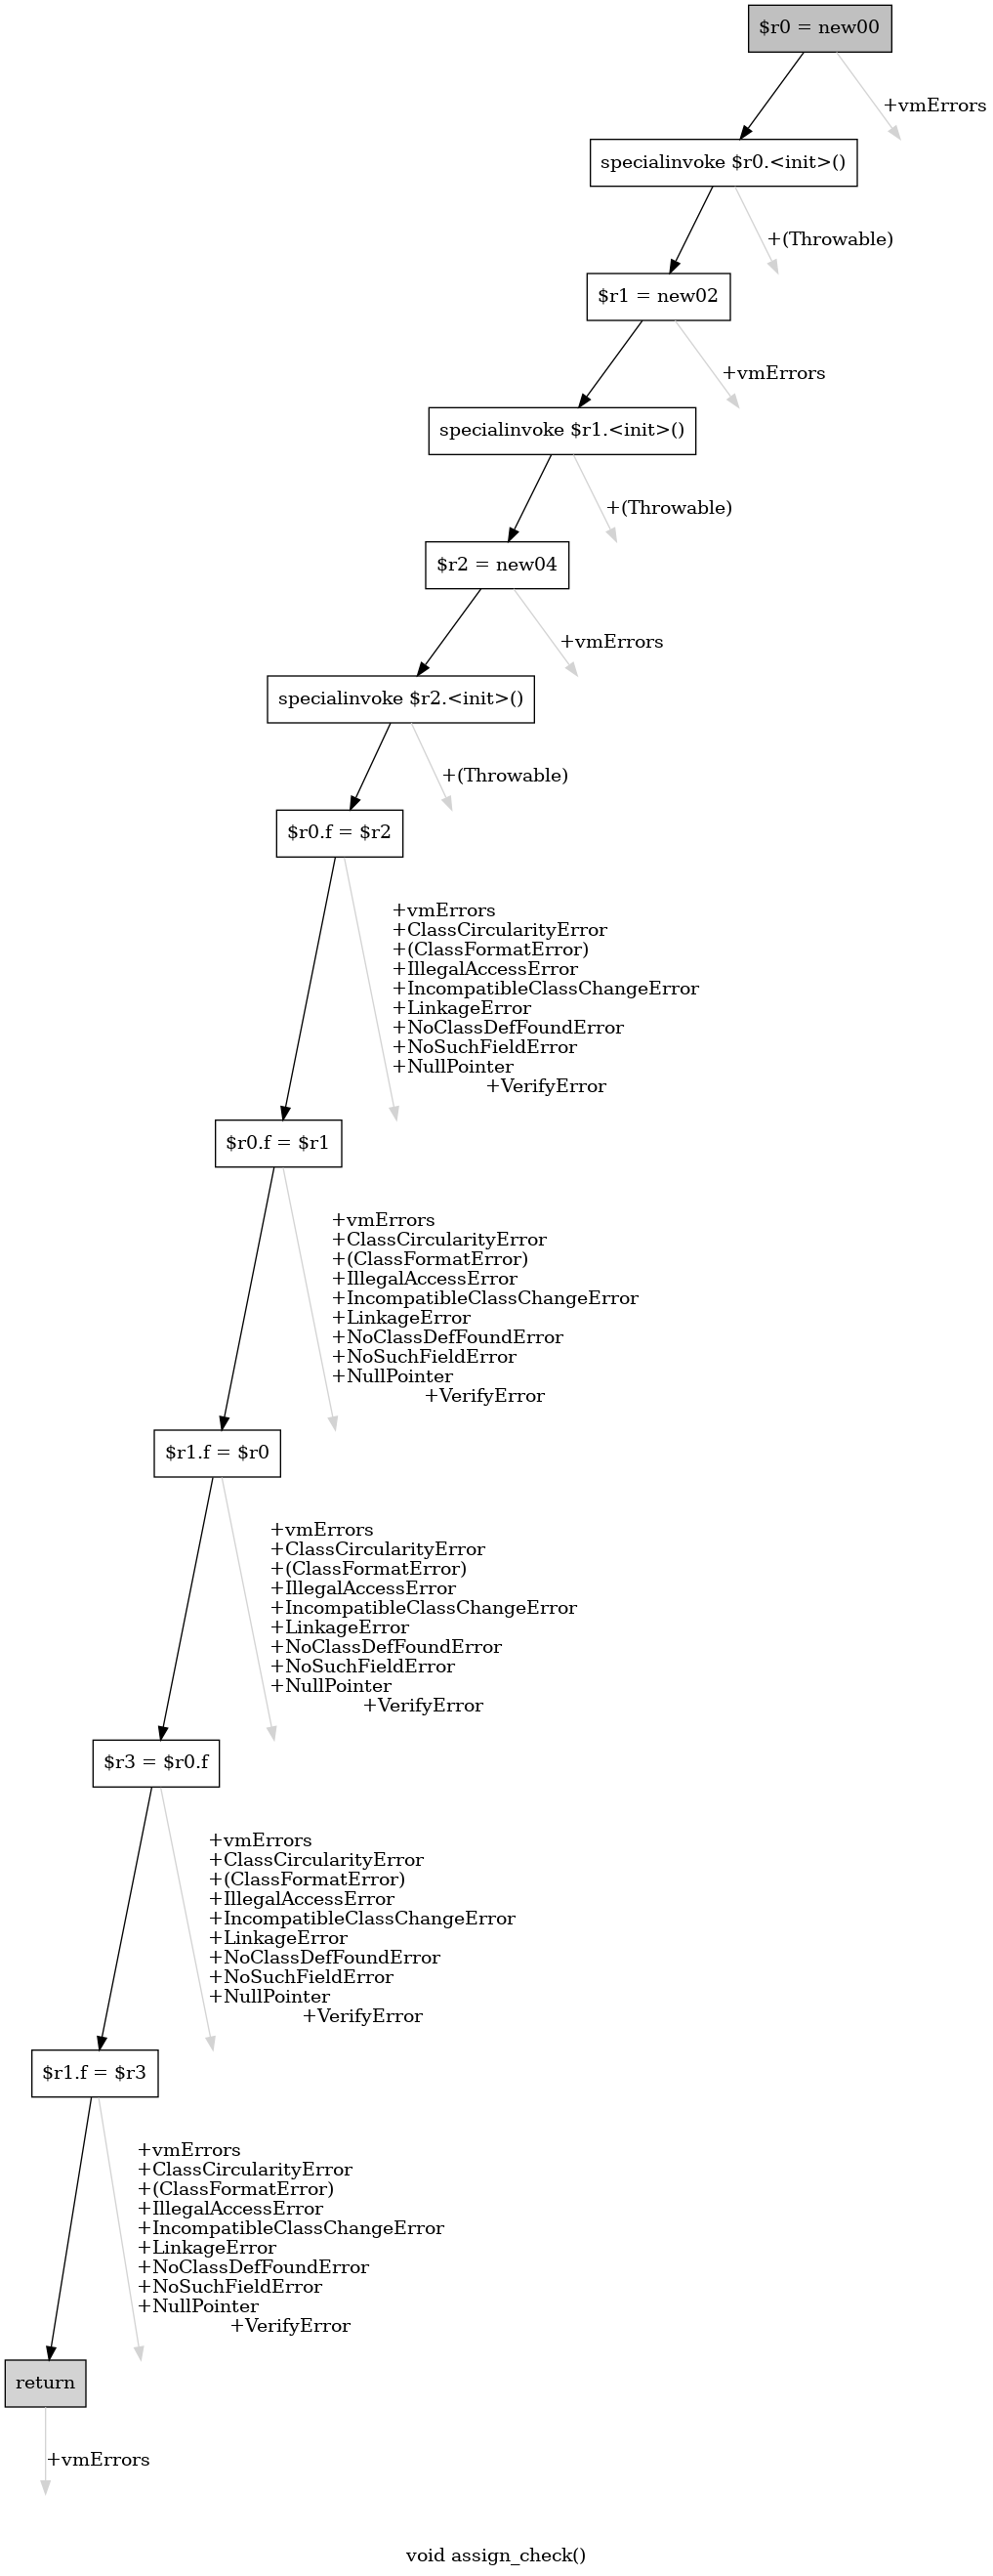 $r0 = new00
+vmErrors
specialinvoke $r0.<init>()
+(Throwable)
$r1 = new02
+vmErrors
specialinvoke $r1.<init>()
+(Throwable)
$r2 = new04
+vmErrors
specialinvoke $r2.<init>()
+(Throwable)
$r0.f = $r2
+vmErrors
+ClassCircularityError
+(ClassFormatError)
+IllegalAccessError
+IncompatibleClassChangeError
+LinkageError
+NoClassDefFoundError
+NoSuchFieldError
+NullPointer
+VerifyError
$r0.f = $r1
+vmErrors
+ClassCircularityError
+(ClassFormatError)
+IllegalAccessError
+IncompatibleClassChangeError
+LinkageError
+NoClassDefFoundError
+NoSuchFieldError
+NullPointer
+VerifyError
$r1.f = $r0
+vmErrors
+ClassCircularityError
+(ClassFormatError)
+IllegalAccessError
+IncompatibleClassChangeError
+LinkageError
+NoClassDefFoundError
+NoSuchFieldError
+NullPointer
+VerifyError
$r3 = $r0.f
+vmErrors
+ClassCircularityError
+(ClassFormatError)
+IllegalAccessError
+IncompatibleClassChangeError
+LinkageError
+NoClassDefFoundError
+NoSuchFieldError
+NullPointer
+VerifyError
$r1.f = $r3
+vmErrors
+ClassCircularityError
+(ClassFormatError)
+IllegalAccessError
+IncompatibleClassChangeError
+LinkageError
+NoClassDefFoundError
+NoSuchFieldError
+NullPointer
+VerifyError
return
+vmErrors
void assign_check()